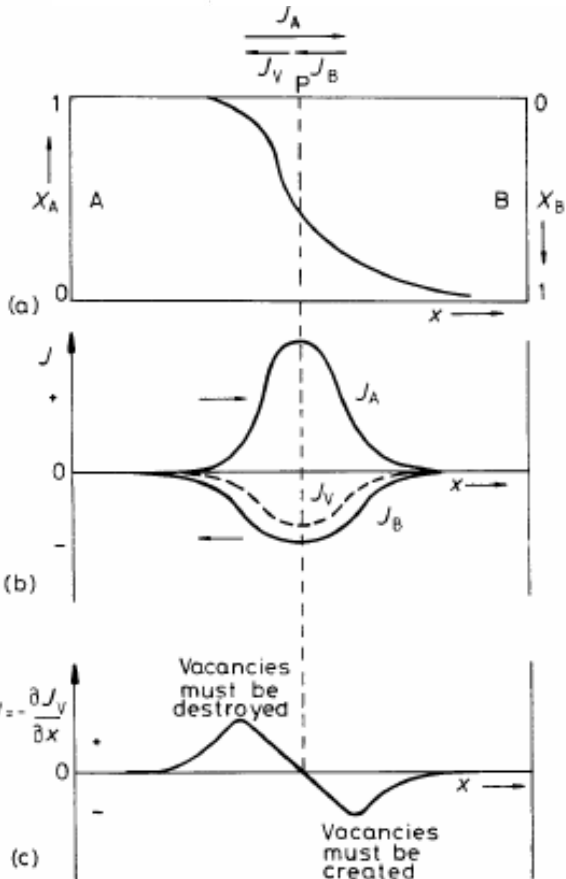 J_A
J_V J_B
P
1 0
X_A A B X_B
0 1
(a) x
J
+
J_A
0
J_V x
J_B
-
(b)
Vacancies
must be
destroyed
= - ∂J_V
∂x
+
0
x
-
Vacancies
must be
created
(c)